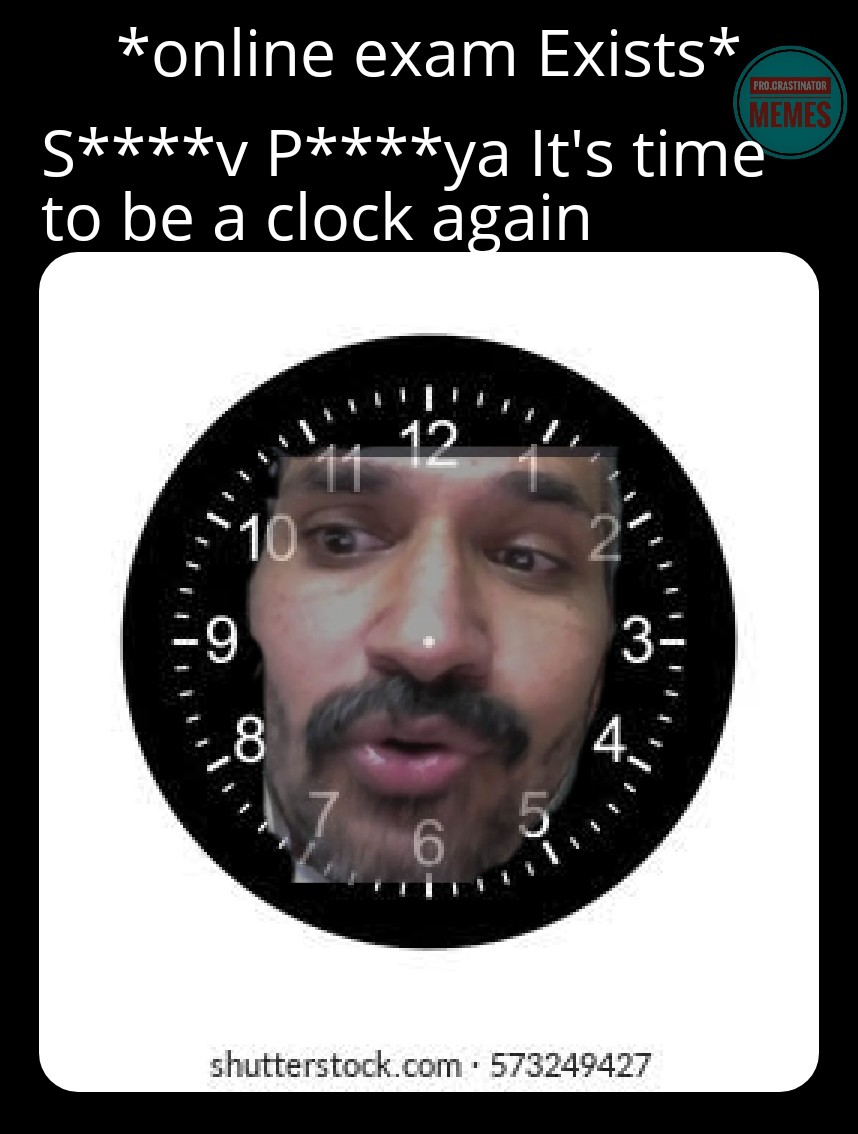 *online exam Exists*
PRO.CRASTINATOR
MEMES
S****v P****ya It's time
to be a clock again
12
11 1
10 2
9 3
8 4
7 5
6
shutterstock.com · 573249427